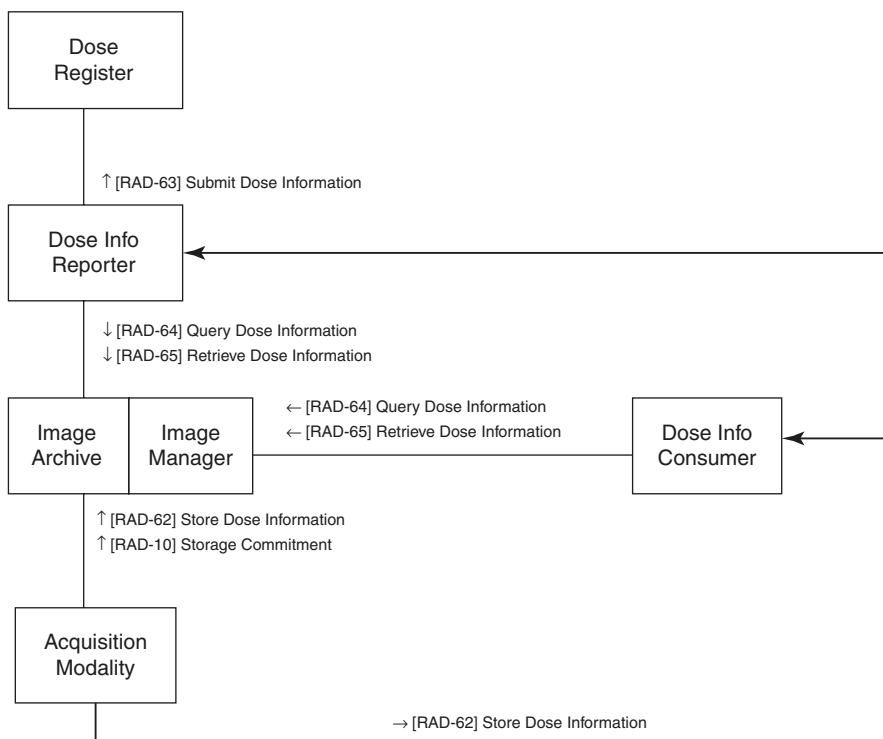 Dose
Register
↑ [RAD-63] Submit Dose Information
Dose Info
Reporter
↓ [RAD-64] Query Dose Information
↓ [RAD-65] Retrieve Dose Information
Image
Archive
Image
Manager
← [RAD-64] Query Dose Information
← [RAD-65] Retrieve Dose Information
Dose Info
Consumer
↑ [RAD-62] Store Dose Information
↑ [RAD-10] Storage Commitment
Acquisition
Modality
→ [RAD-62] Store Dose Information